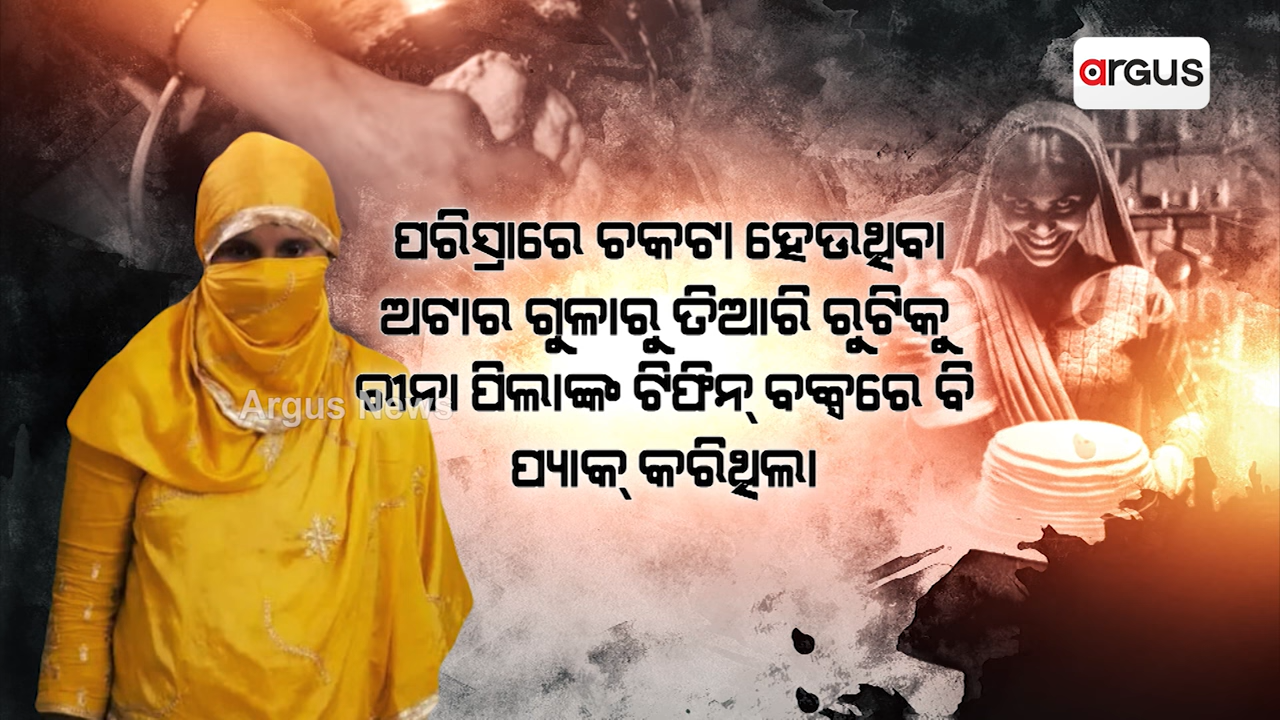 argus
ପରିସ୍ରାରେ ଚକଟା ହେଉଥିବା
ଅଟାର ଗୁଳାରୁ ତିଆରି ରୁଟିକୁ
ରୀନା ପିଲାଙ୍କ ଟିଫିନ୍ ବକ୍ସରେ ବି
Argus News
ପ୍ୟାକ୍ କରିଥିଲା